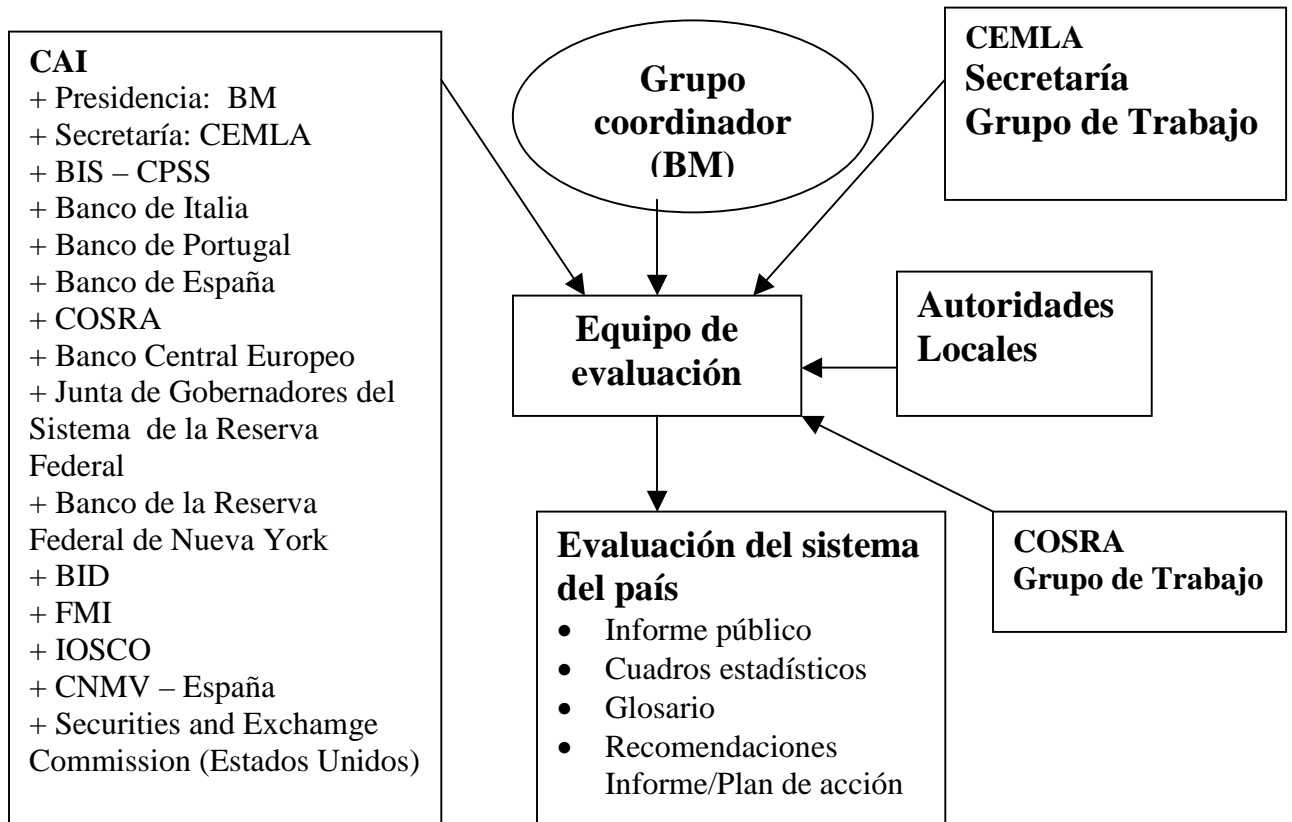 CAI
+ Presidencia: BM
+ Secretaría: CEMLA
+ BIS – CPSS
+ Banco de Italia
+ Banco de Portugal
+ Banco de España
+ COSRA
+ Banco Central Europeo
+ Junta de Gobernadores del
Sistema de la Reserva
Federal
+ Banco de la Reserva
Federal de Nueva York
+ BID
+ FMI
+ IOSCO
+ CNMV – España
+ Securities and Exchamge
Commission (Estados Unidos)
Grupo
coordinador
(BM)
CEMLA
Secretaría
Grupo de Trabajo
Equipo de
evaluación
Autoridades
Locales
Evaluación del sistema
del país
• Informe público
• Cuadros estadísticos
• Glosario
• Recomendaciones
Informe/Plan de acción
COSRA
Grupo de Trabajo